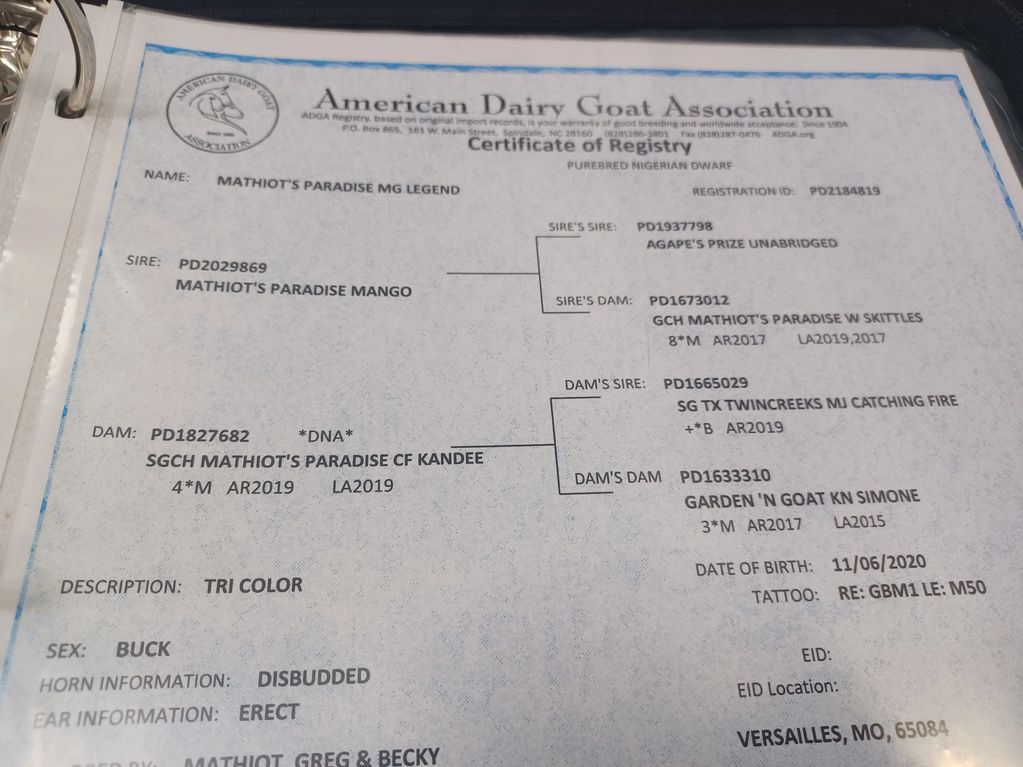 AMERICAN DAIRY GOAT
SINCE 1904
ASSOCIATION
American Dairy Goat Association
ADGA Registry, based on original import records, is your warranty of good breeding and worldwide acceptance. Since 1904
P.O. Box 865, 161 W. Main Street, Spindale, NC 28160 (828)286-3801 Fax (828)287-0476 ADGA.org
Certificate of Registry
PUREBRED NIGERIAN DWARF
NAME: MATHIOT'S PARADISE MG LEGEND
REGISTRATION ID: PD2184819
SIRE'S SIRE: PD1937798
AGAPE'S PRIZE UNABRIDGED
SIRE: PD2029869
MATHIOT'S PARADISE MANGO
SIRE'S DAM: PD1673012
GCH MATHIOT'S PARADISE W SKITTLES
8*M AR2017 LA2019,2017
DAM'S SIRE: PD1665029
SG TX TWINCREEKS MJ CATCHING FIRE
+*B AR2019
DAM: PD1827682 *DNA*
SGCH MATHIOT'S PARADISE CF KANDEE
4*M AR2019 LA2019
DAM'S DAM PD1633310
GARDEN 'N GOAT KN SIMONE
3*M AR2017 LA2015
DATE OF BIRTH: 11/06/2020
DESCRIPTION: TRI COLOR
TATTOO: RE: GBM1 LE: M50
SEX: BUCK
EID:
HORN INFORMATION: DISBUDDED
EID Location:
EAR INFORMATION: ERECT
VERSAILLES, MO, 65084
BY: MATHIOT, GREG & BECKY